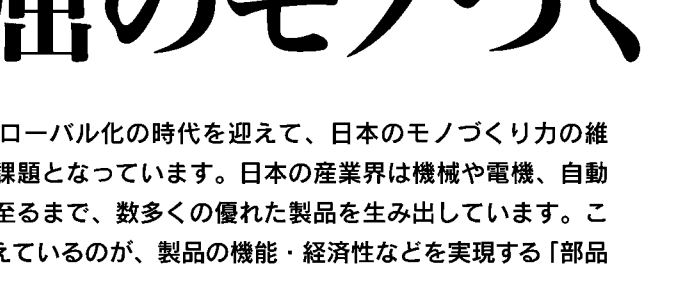 のモノづく
ローバル化の時代を迎えて、日本のモノづくり力の維
課題となっています。日本の産業界は機械や電機、自動
至るまで、数多くの優れた製品を生み出しています。こ
えているのが、製品の機能・経済性などを実現する「部品